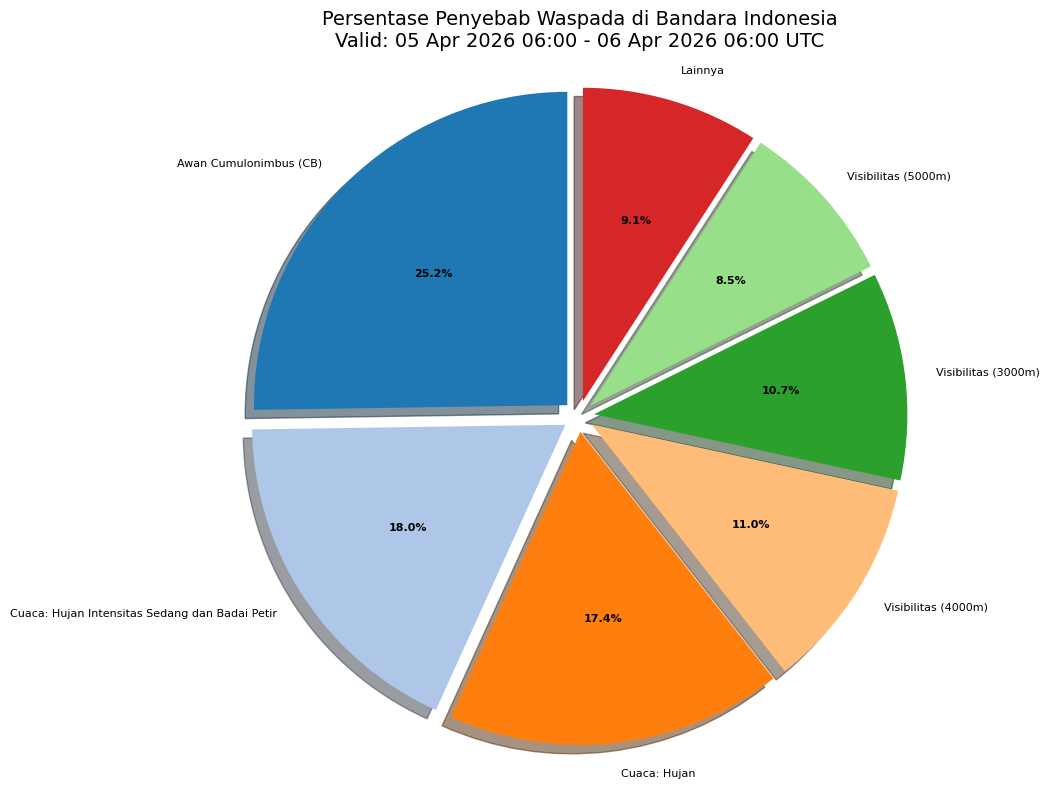 Persentase Penyebab Waspada di Bandara Indonesia
Valid: 05 Apr 2026 06:00 - 06 Apr 2026 06:00 UTC
Lainnya
Awan Cumulonimbus (CB)
Visibilitas (5000m)
9.1%
25.2%
8.5%
Visibilitas (3000m)
10.7%
18.0%
11.0%
Visibilitas (4000m)
Cuaca: Hujan Intensitas Sedang dan Badai Petir
17.4%
Cuaca: Hujan